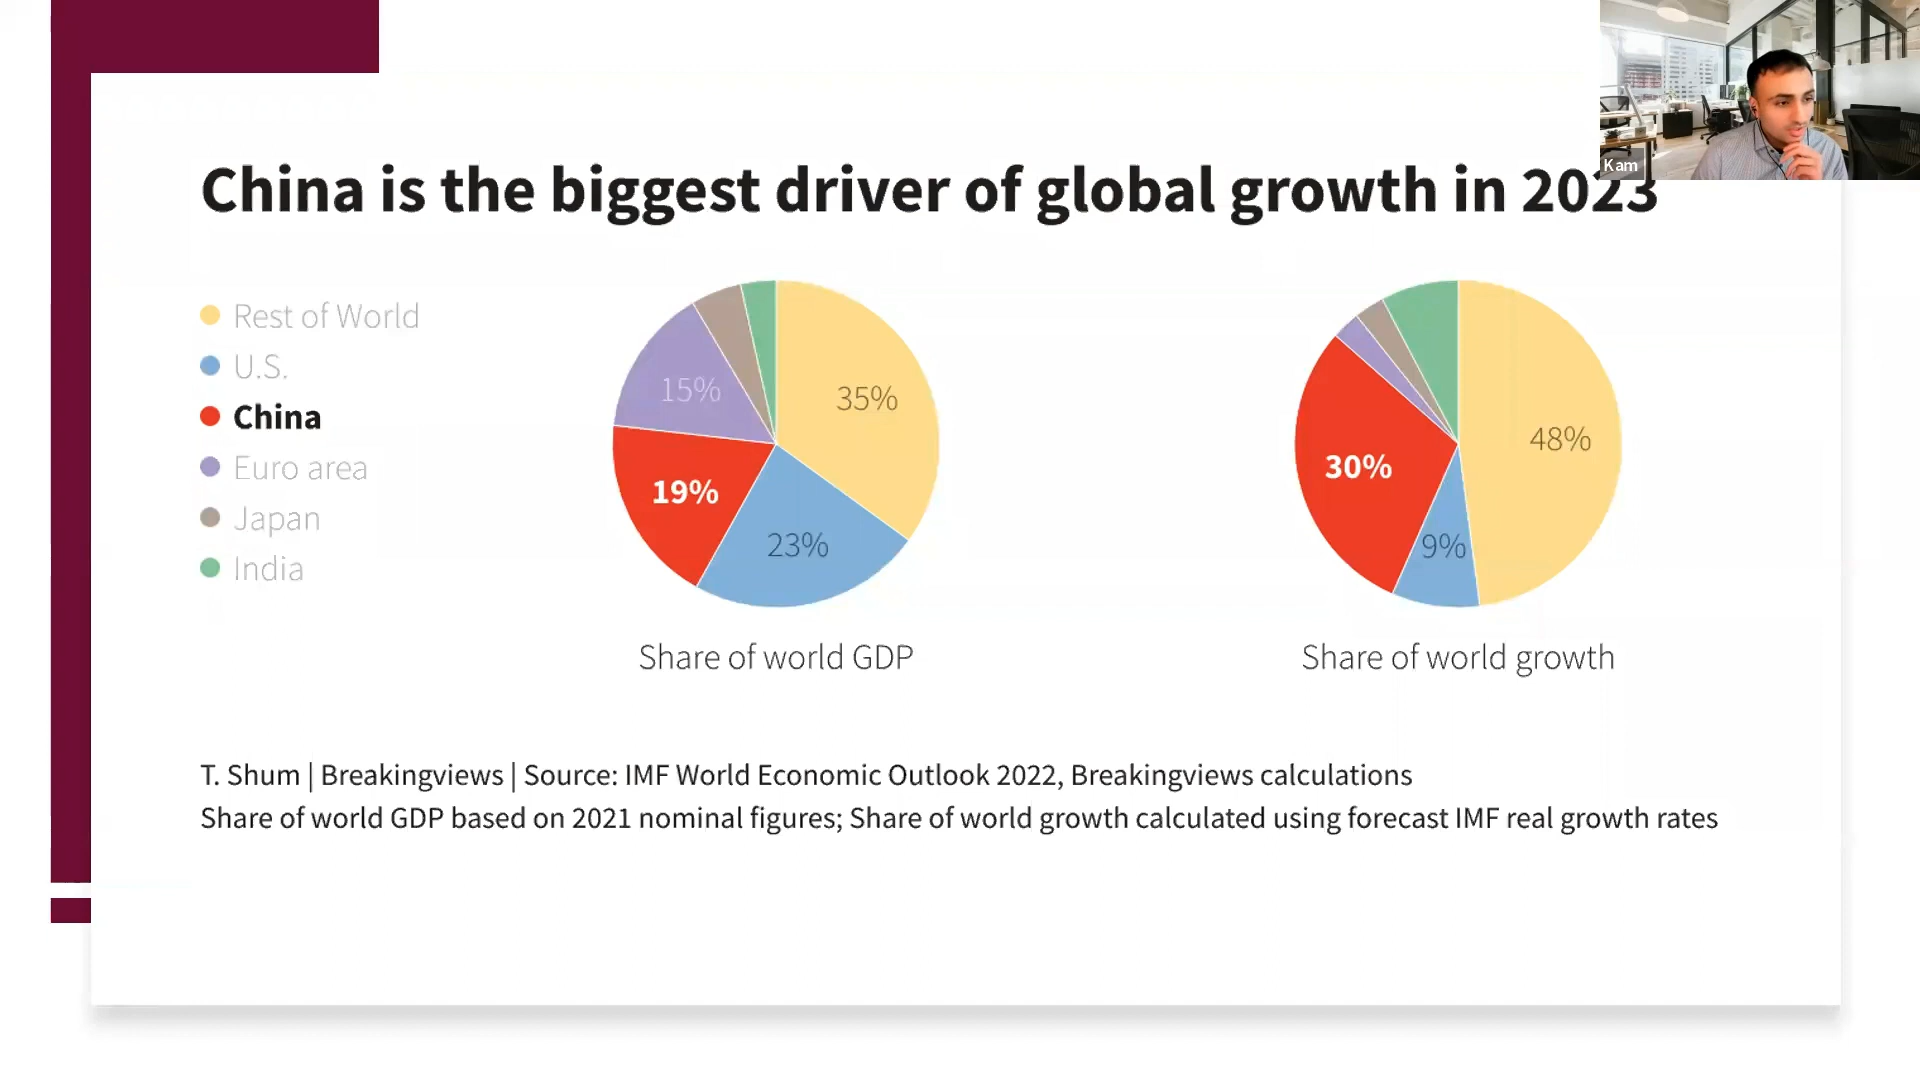 Kam
China is the biggest driver of global growth in 2023
Rest of World
U.S.
China
Euro area
Japan
India
15%
35%
19%
23%
Share of world GDP
48%
30%
9%
Share of world growth
T. Shum | Breakingviews | Source: IMF World Economic Outlook 2022, Breakingviews calculations
Share of world GDP based on 2021 nominal figures; Share of world growth calculated using forecast IMF real growth rates